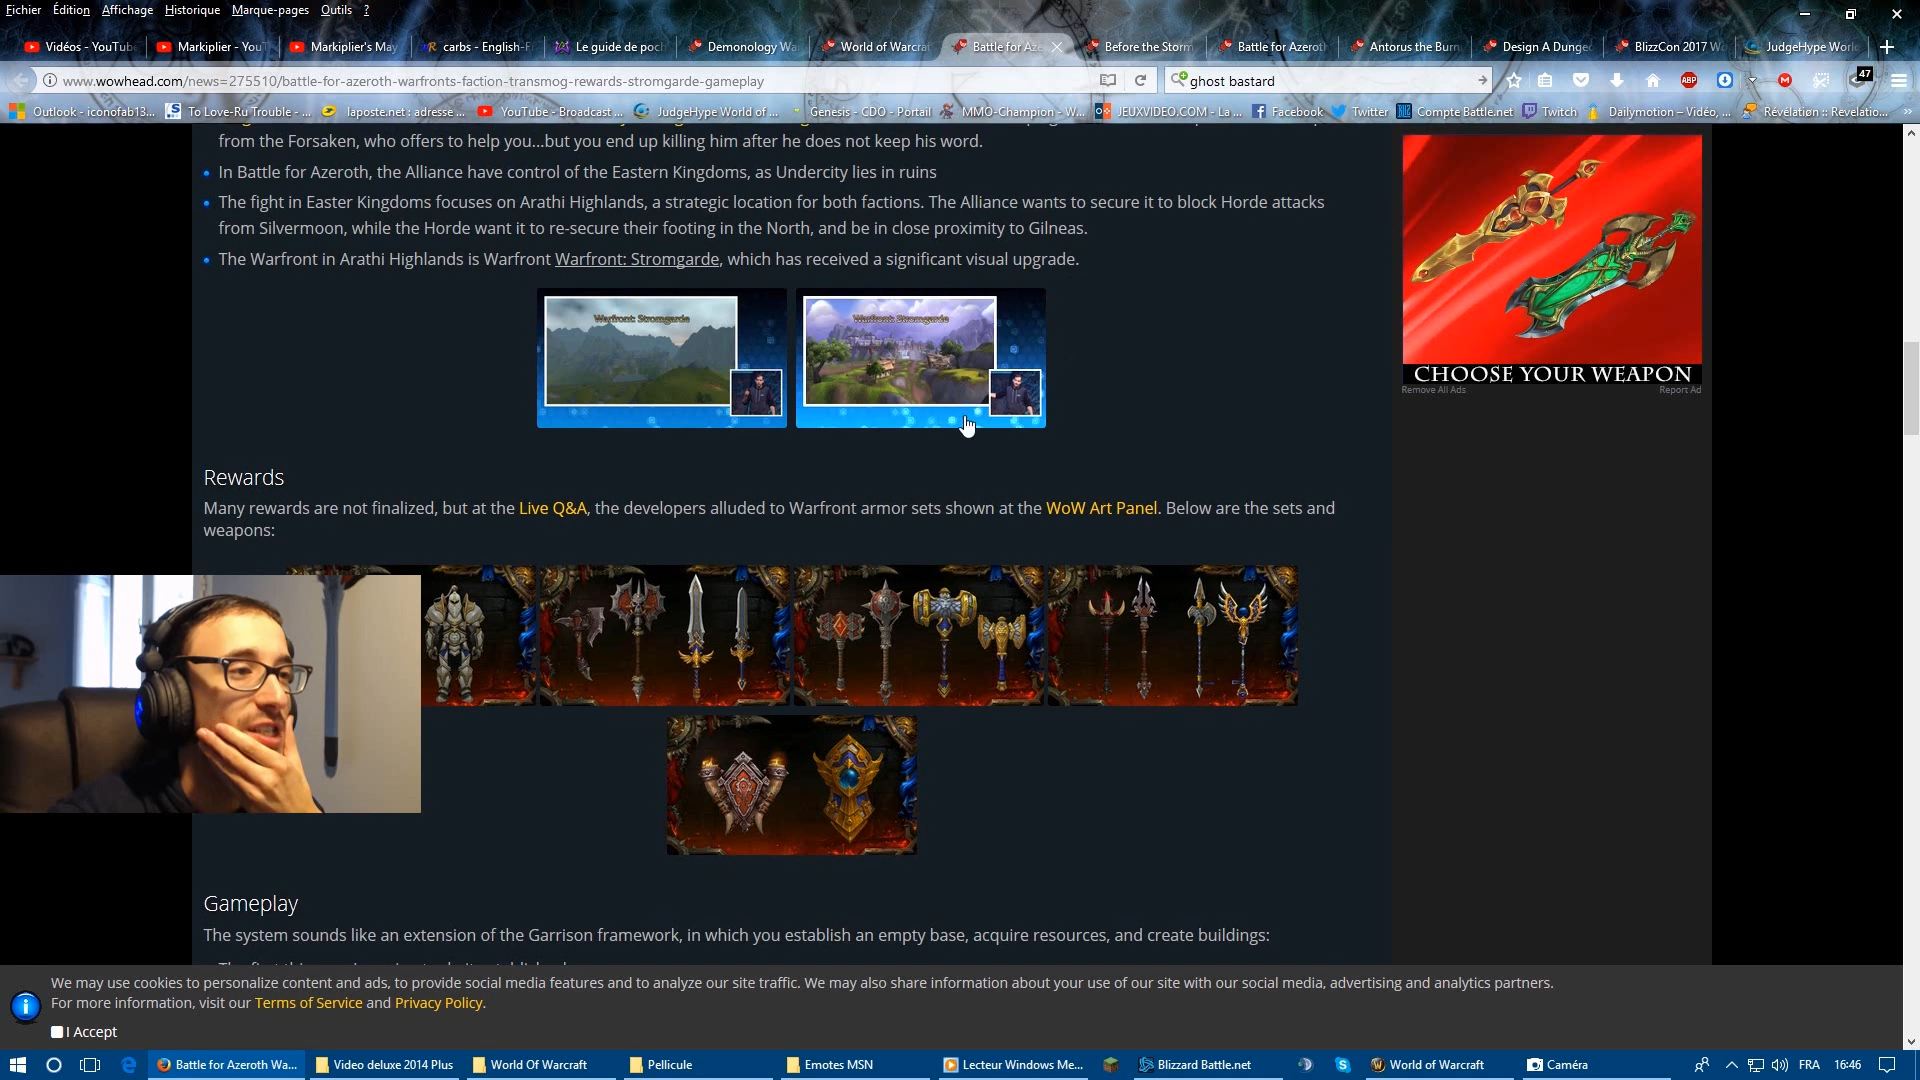 Fichier Édition Affichage Historique Marque-pages Outils ?
Vidéos - YouTube Markiplier - YouT Markiplier's May carbs - English-Fr Le guide de poch Demonology Wa World of Warcra Battle for Aze Before the Storm Battle for Azeroth Antorus the Burn Design A Dunge BlizzCon 2017 W JudgeHype Worl
www.wowhead.com/news=275510/battle-for-azeroth-warfronts-faction-transmog-rewards-stromgarde-gameplay
ghost bastard
47
Outlook - iconofab13... To Love-Ru Trouble - ... laposte.net : adresse ... YouTube - Broadcast ... JudgeHype World of ... Genesis - CDO - Portail MMO-Champion - W... JEUXVIDEO.COM - La ... Facebook Twitter Compte Battle.net Twitch Dailymotion – Vidéo, ... Révélatiøn :: Revelatio...
from the Forsaken, who offers to help you...but you end up killing him after he does not keep his word.
In Battle for Azeroth, the Alliance have control of the Eastern Kingdoms, as Undercity lies in ruins
The fight in Easter Kingdoms focuses on Arathi Highlands, a strategic location for both factions. The Alliance wants to secure it to block Horde attacks
from Silvermoon, while the Horde want it to re-secure their footing in the North, and be in close proximity to Gilneas.
The Warfront in Arathi Highlands is Warfront Warfront: Stromgarde, which has received a significant visual upgrade.
Warfront: Stromgarde Warfront: Stromgarde
CHOOSE YOUR WEAPON
Remove All Ads Report Ad
Rewards
Many rewards are not finalized, but at the Live Q&A, the developers alluded to Warfront armor sets shown at the WoW Art Panel. Below are the sets and
weapons:
Gameplay
The system sounds like an extension of the Garrison framework, in which you establish an empty base, acquire resources, and create buildings:
We may use cookies to personalize content and ads, to provide social media features and to analyze our site traffic. We may also share information about your use of our site with our social media, advertising and analytics partners.
For more information, visit our Terms of Service and Privacy Policy.
I Accept
Battle for Azeroth Wa... Video deluxe 2014 Plus World Of Warcraft Pellicule Emotes MSN Lecteur Windows Me... Blizzard Battle.net World of Warcraft Caméra FRA 16:46